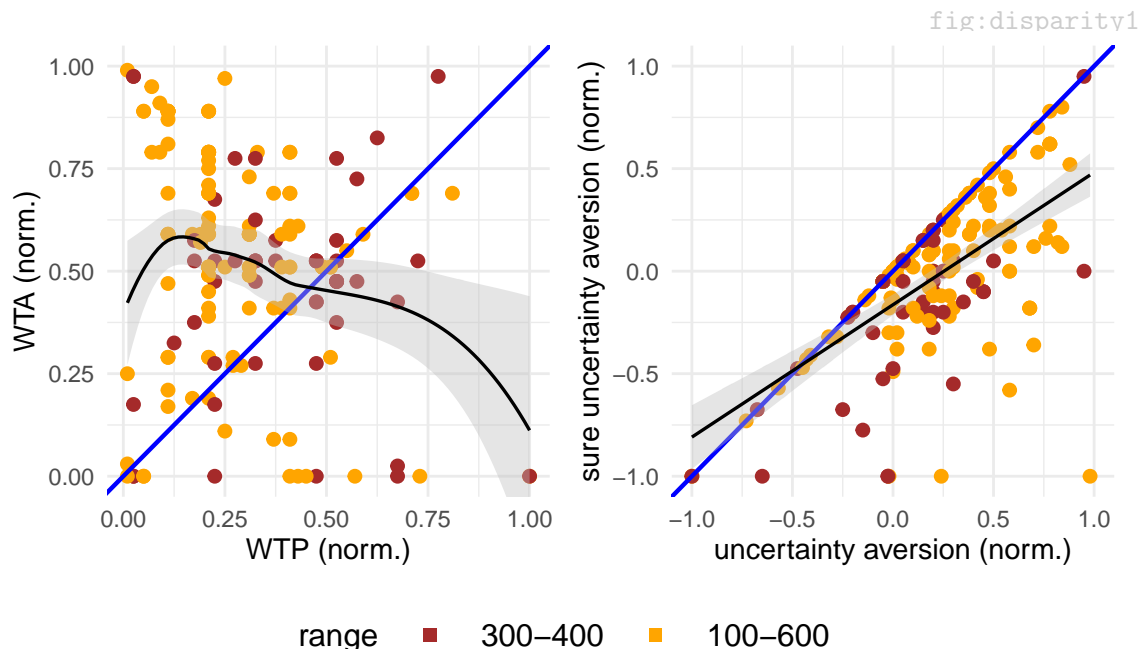 fig:disparity1
WTA (norm.)
1.00
0.75
0.50
0.25
0.00
0.00 0.25 0.50 0.75 1.00
WTP (norm.)
sure uncertainty aversion (norm.)
1.0
0.5
0.0
−0.5
−1.0
−1.0 −0.5 0.0 0.5 1.0
uncertainty aversion (norm.)
range 300−400 100−600